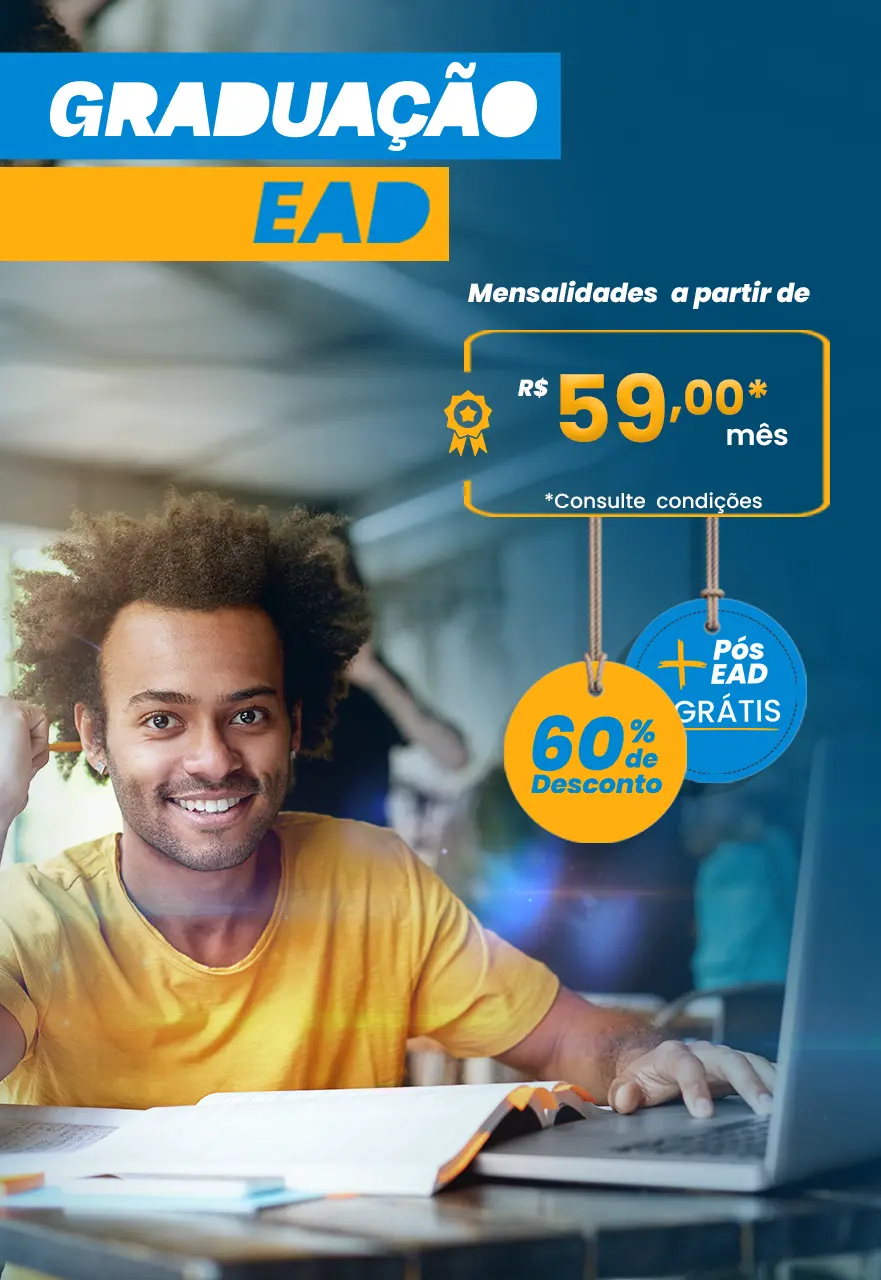 GRADUAÇÃO
EAD
Mensalidades a partir de
R$ 59,00*
mês
*Consulte condições
+ Pós
EAD
GRÁTIS
60%
de
Desconto